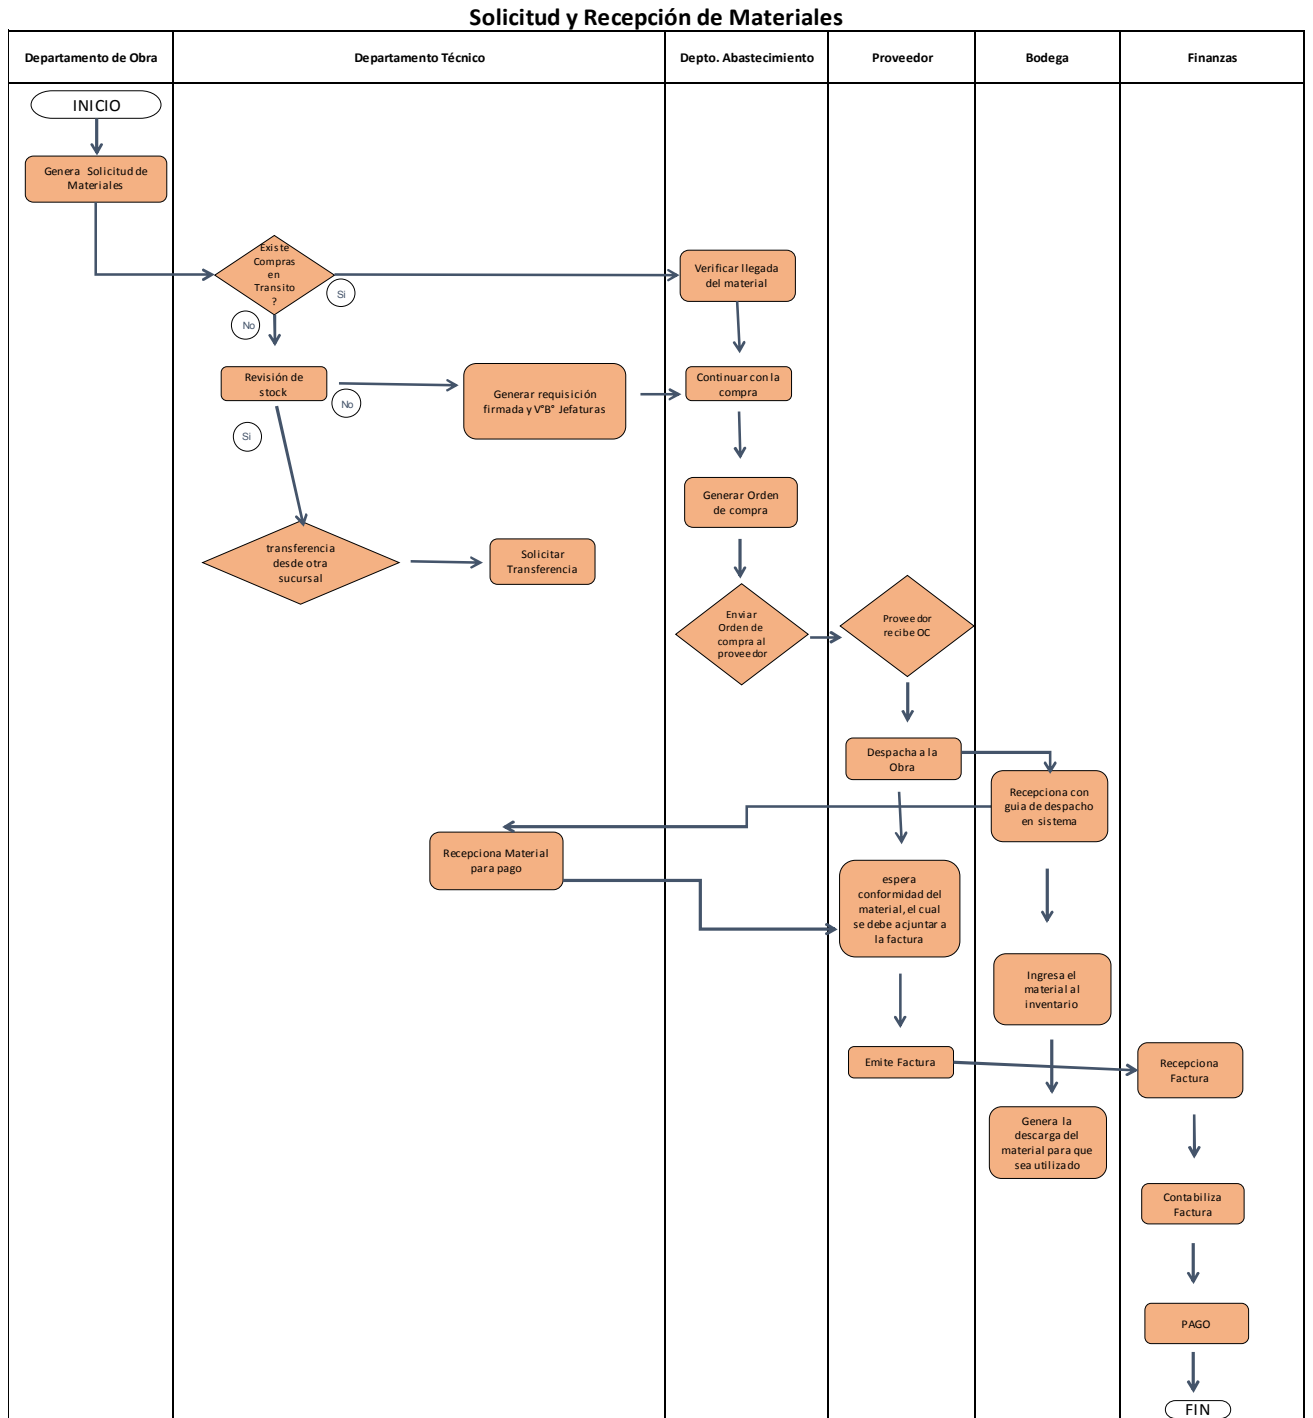 Solicitud y Recepción de Materiales
Departamento de Obra
Departamento Técnico
Depto. Abastecimiento
Proveedor
Bodega
Finanzas
INICIO
Genera Solicitud de
Materiales
Existe
Compras
en
Transito
?
Si
No
Verificar llegada
del material
Revisión de
stock
No
Si
Generar requisición
firmada y V°B° Jefaturas
Continuar con la
compra
Generar Orden
de compra
transferencia
desde otra
sucursal
Solicitar
Transferencia
Enviar
Orden de
compra al
proveedor
Proveedor
recibe OC
Despacha a la
Obra
Recepciona con
guia de despacho
en sistema
Recepciona Material
para pago
espera
conformidad del
material, el cual
se debe acjuntar a
la factura
Ingresa el
material al
inventario
Emite Factura
Recepciona
Factura
Genera la
descarga del
material para que
sea utilizado
Contabiliza
Factura
PAGO
FIN